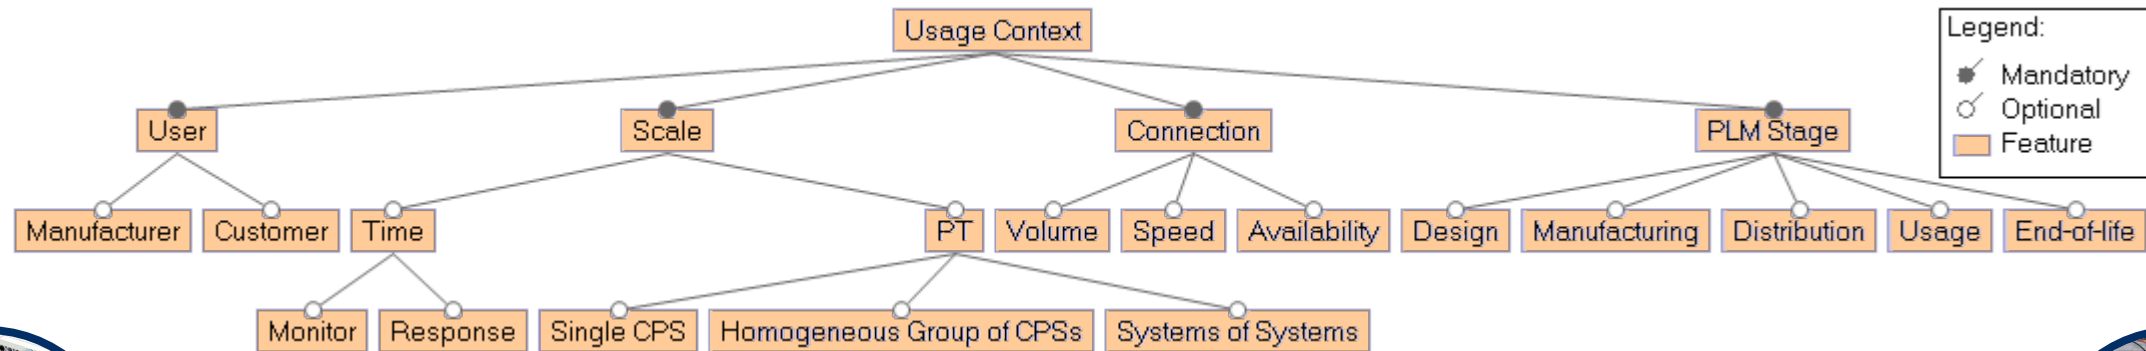 Usage Context
Legend:
Mandatory
Optional
Feature
User
Scale
Connection
PLM Stage
Manufacturer
Customer
Time
PT
Volume
Speed
Availability
Design
Manufacturing
Distribution
Usage
End-of-life
Monitor
Response
Single CPS
Homogeneous Group of CPSs
Systems of Systems